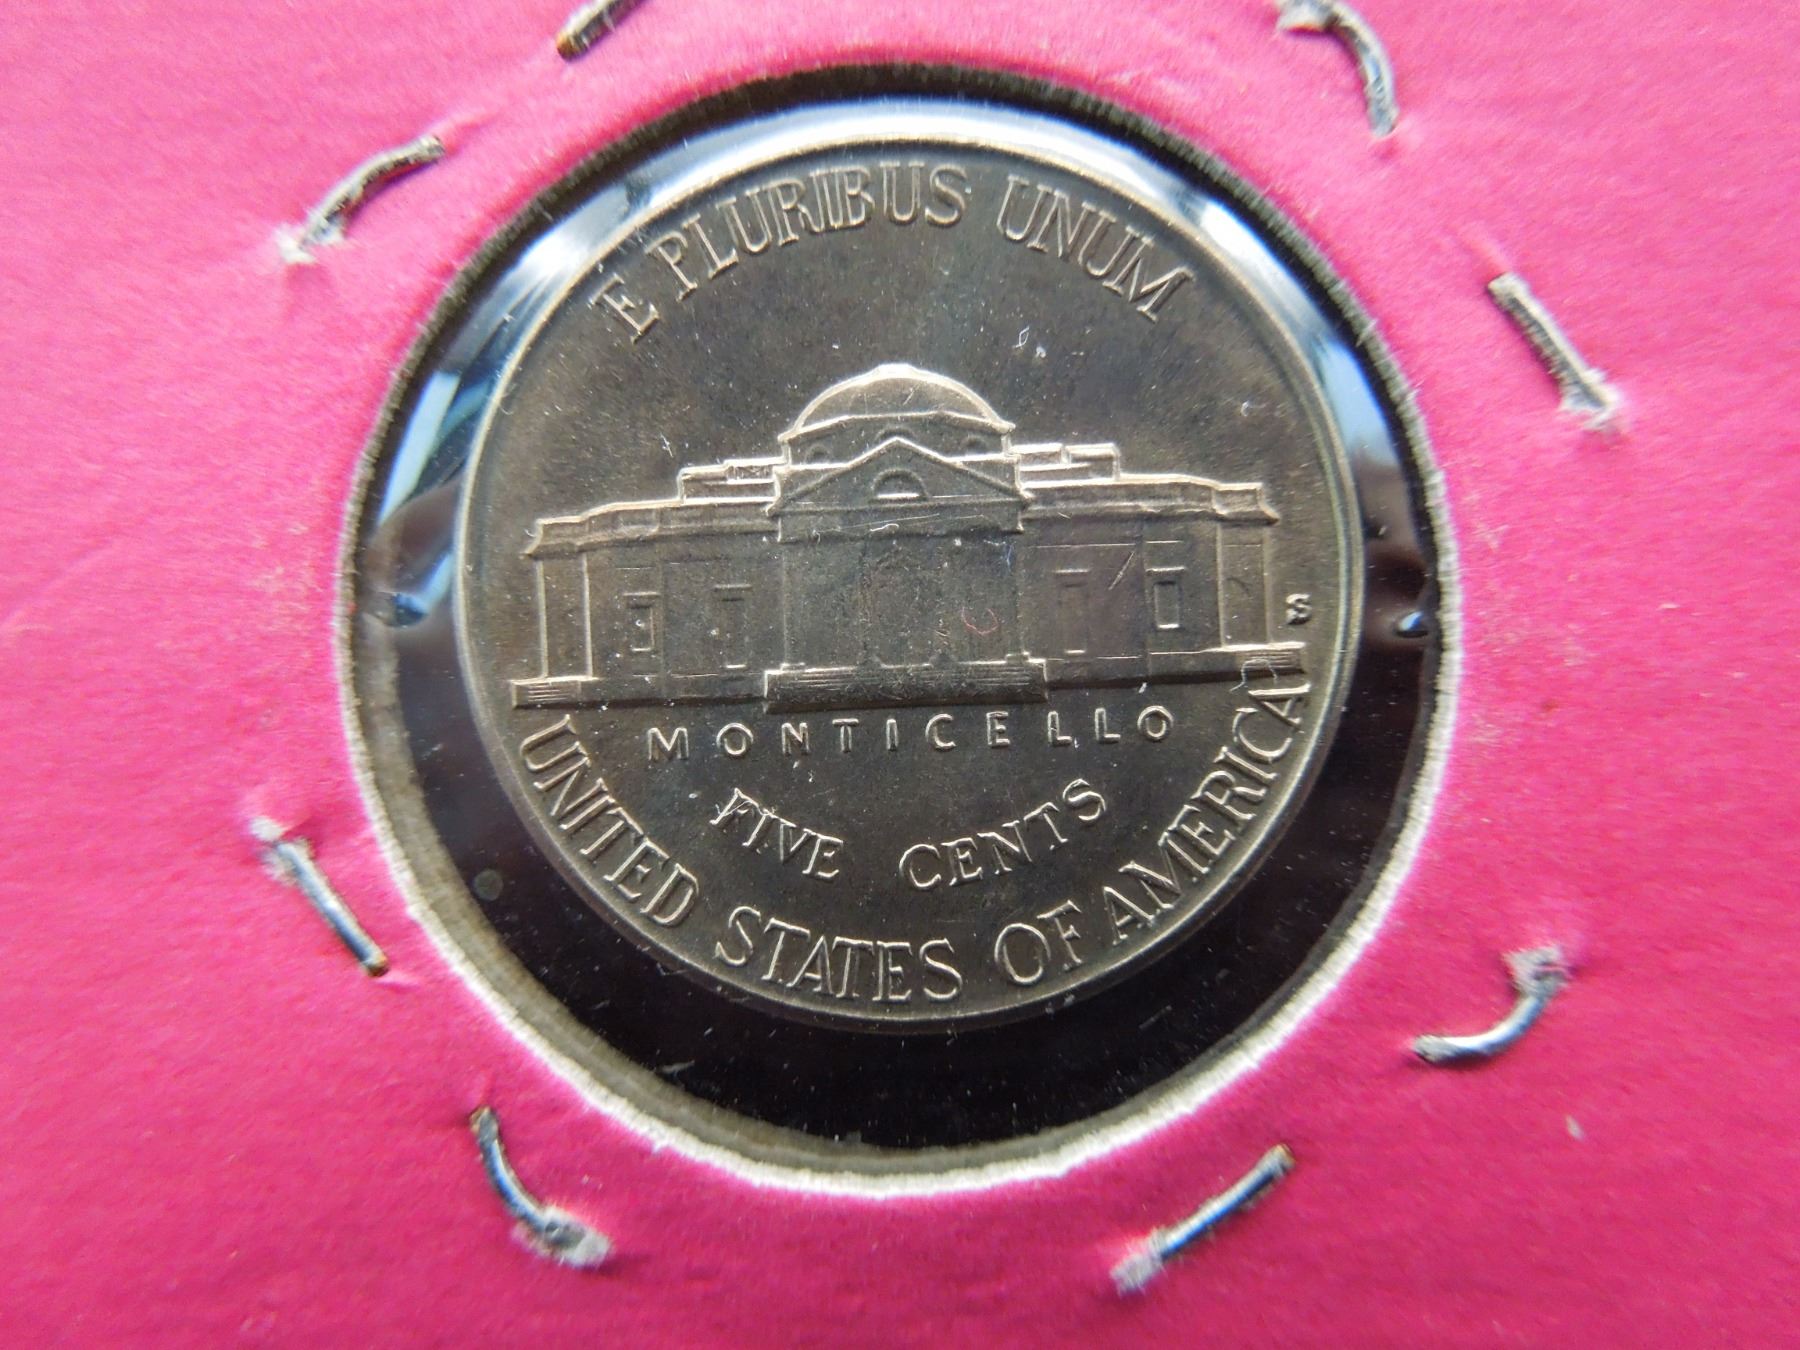 E PLURIBUS UNUM
S
MONTICELLO
FIVE CENTS
UNITED STATES OF AMERICA